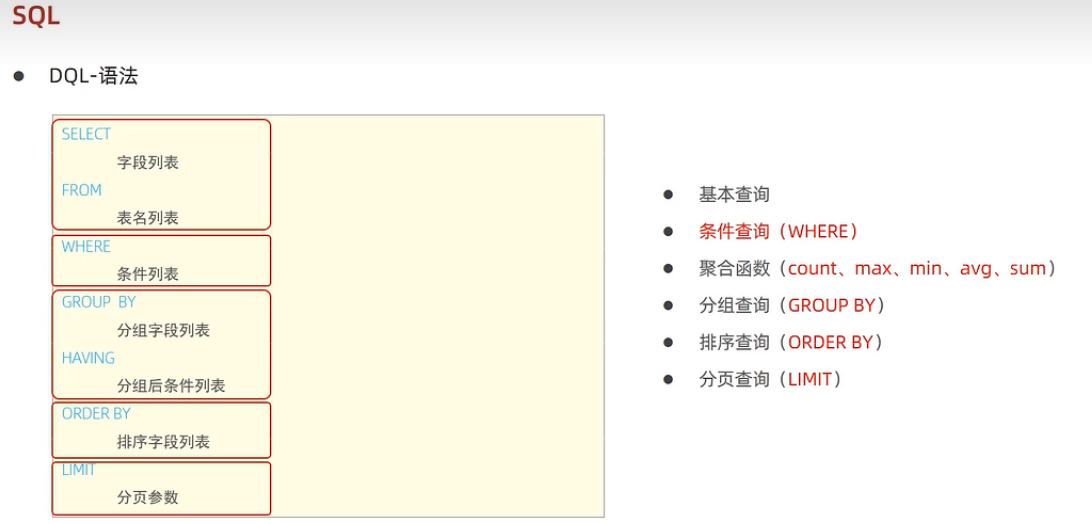 SQL
● DQL-语法
SELECT
字段列表
FROM
表名列表
WHERE
条件列表
GROUP BY
分组字段列表
HAVING
分组后条件列表
ORDER BY
排序字段列表
LIMIT
分页参数
● 基本查询
● 条件查询（WHERE）
● 聚合函数（count、max、min、avg、sum）
● 分组查询（GROUP BY）
● 排序查询（ORDER BY）
● 分页查询（LIMIT）